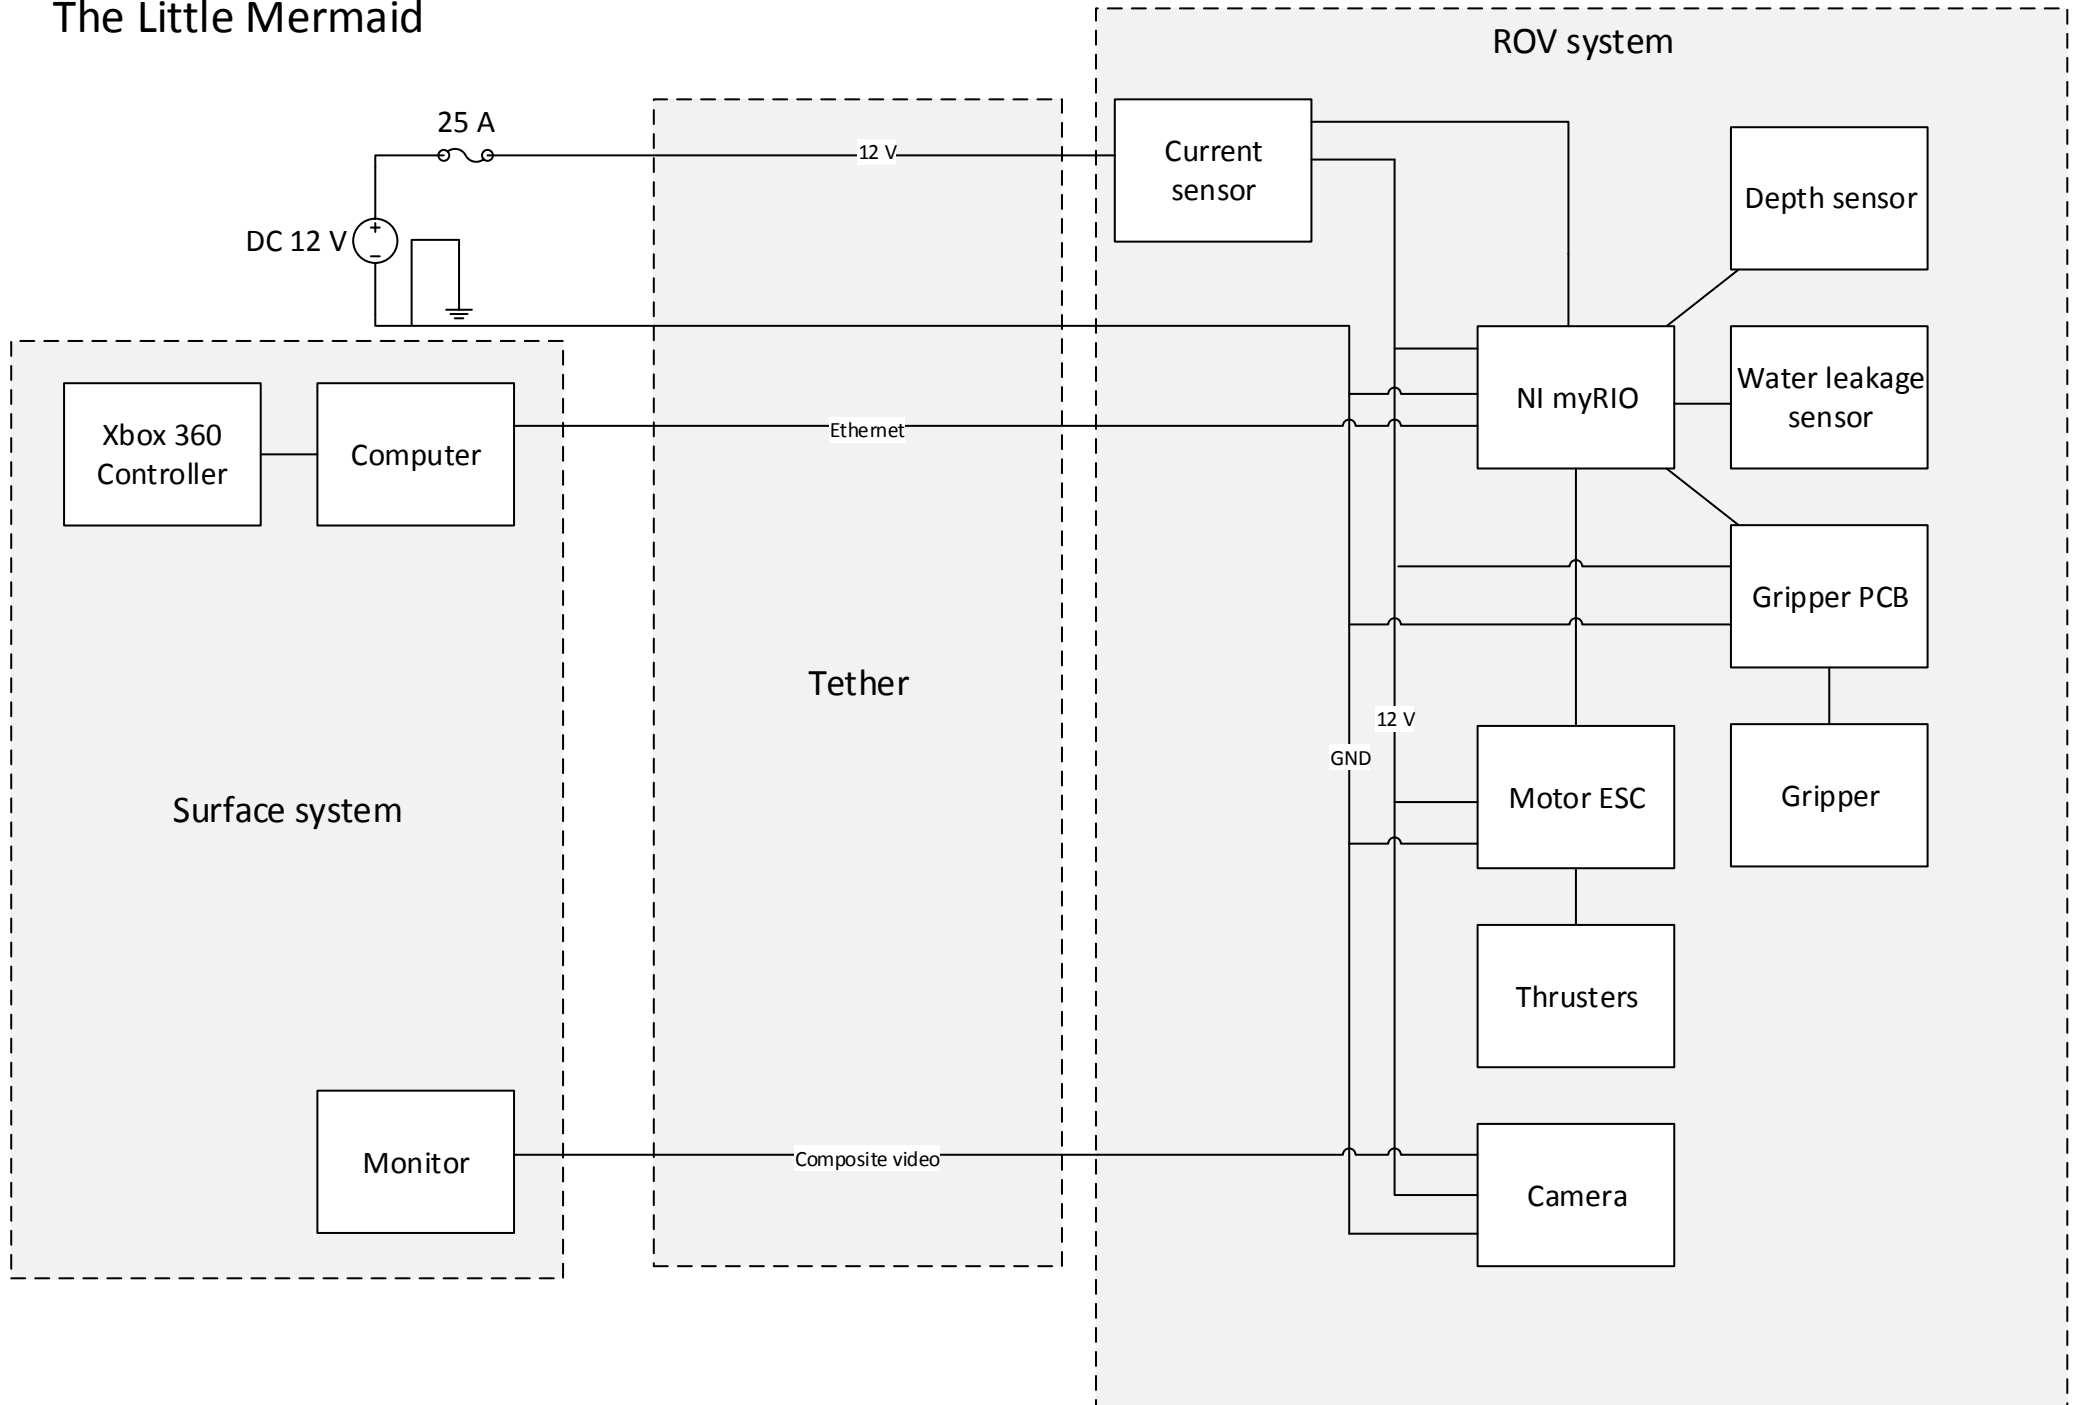 The Little Mermaid
ROV system
25 A
12 V
Current
sensor
Depth sensor
DC 12 V
+
−
NI myRIO
Water leakage
sensor
Xbox 360
Controller
Computer
Ethernet
Gripper PCB
Tether
12 V
GND
Motor ESC
Gripper
Surface system
Thrusters
Monitor
Composite video
Camera